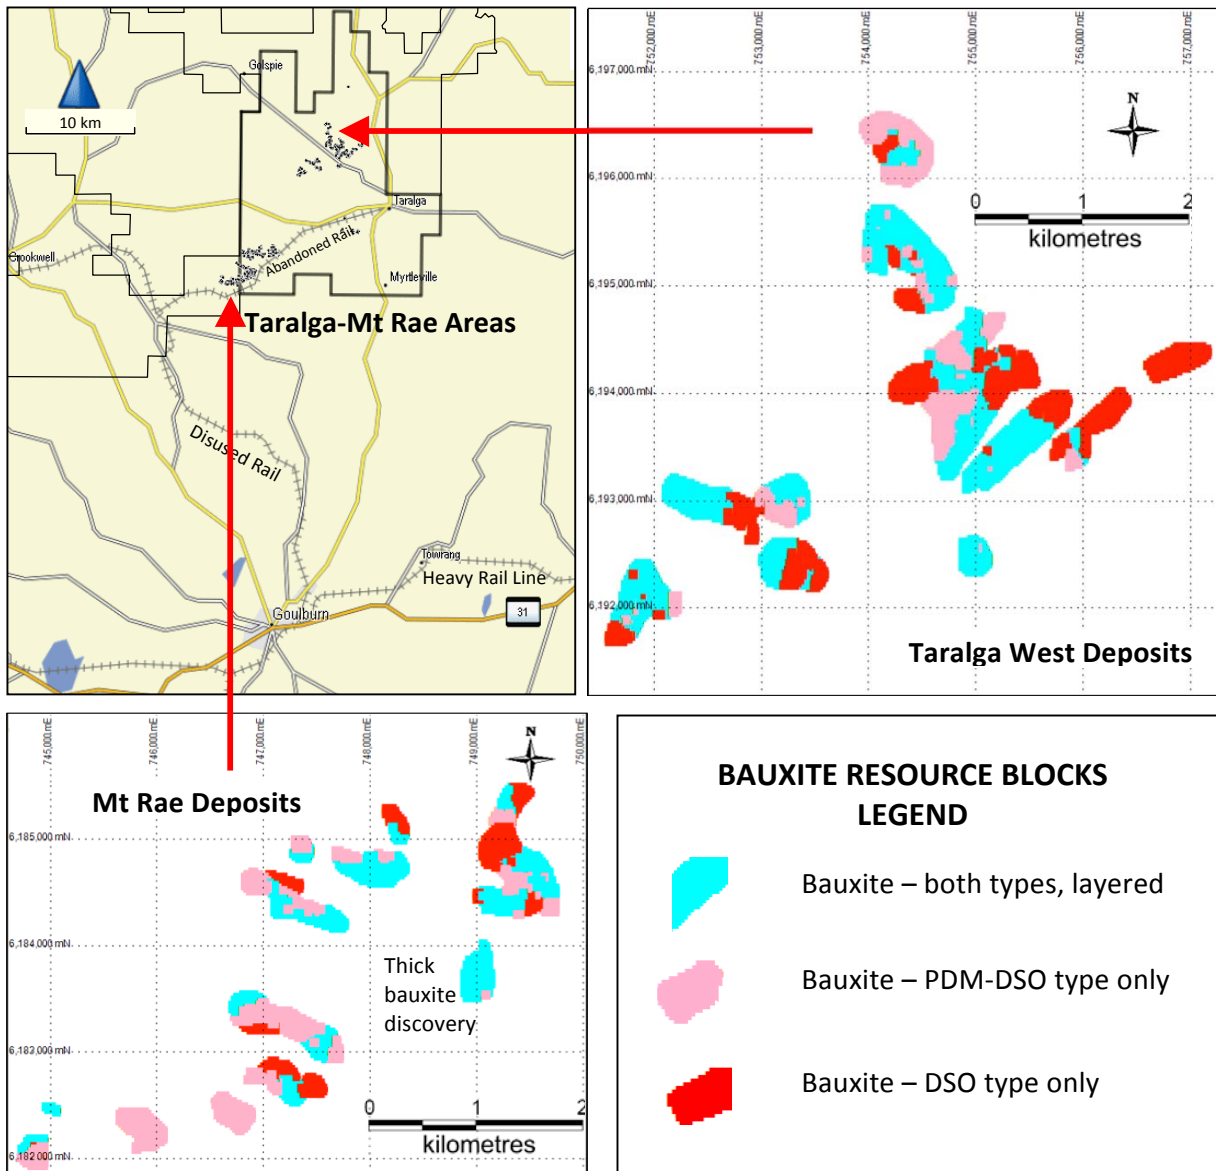 Golspie
10 km
Taralga
Abandoned Rail
Crookwell
Myrtleville
Taralga-Mt Rae Areas
Disused Rail
Towrang
Heavy Rail Line
31
Goulburn
752,000.mE
753,000.mE
754,000.mE
755,000.mE
756,000.mE
757,000.mE
6,197,000 mN
N
6,196,000 mN
0 1 2
kilometres
6,195,000 mN
6,194,000 mN
6,193,000 mN
6,192,000 mN
Taralga West Deposits
745,000.mE
746,000.mE
747,000.mE
748,000.mE
749,000.mE
750,000.mE
N
Mt Rae Deposits
6,185,000 mN
6,184,000 mN
Thick
bauxite
discovery
6,183,000 mN
0 1 2
kilometres
6,182,000 mN
BAUXITE RESOURCE BLOCKS
LEGEND
Bauxite – both types, layered
Bauxite – PDM-DSO type only
Bauxite – DSO type only